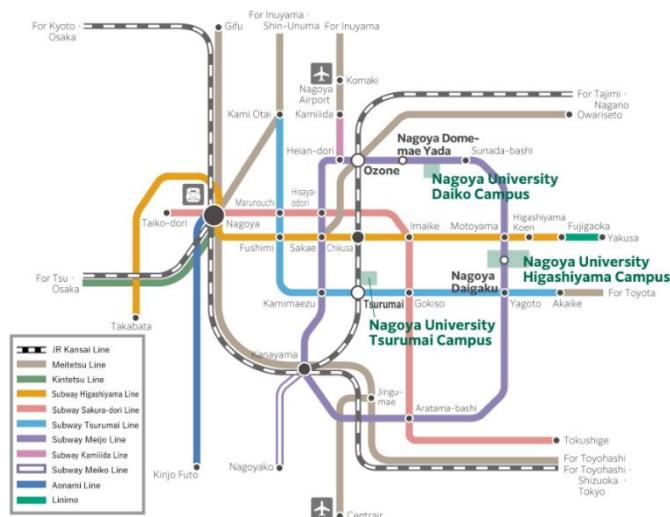 For Kyoto ·
Osaka
Gifu
For Inuyama ·
Shin-Unuma
For Inuyama
Nagoya
Airport
Komaki
For Tajimi ·
Nagano
Owariseto
Kami Otai
Kamiiida
Heian-dori
Ozone
Nagoya Dome-
mae Yada
Sunada-bashi
Nagoya University
Daiko Campus
Taiko-dori
Nagoya
Marunouchi
Hisaya-
odori
Imaike
Motoyama
Higashiyama
Koen
Fujigaoka
Fushimi
Sakae
Chikusa
Yakusa
For Tsu ·
Osaka
Nagoya
Daigaku
Nagoya University
Higashiyama Campus
Takabata
Kamimaezu
Tsurumai
Gokiso
Yagoto
Akaike
For Toyota
Nagoya University
Tsurumai Campus
Kanayama
Jingu-
mae
Aratama-bashi
Tokushige
Kinjo Futo
Nagoyako
For Toyohashi
For Toyohashi ·
Shizuoka ·
Tokyo
Centrair
JR Kansai Line
Meitetsu Line
Kintetsu Line
Subway Higashiyama Line
Subway Sakura-dori Line
Subway Tsurumai Line
Subway Meijo Line
Subway Kamiida Line
Subway Meiko Line
Aonami Line
Linimo